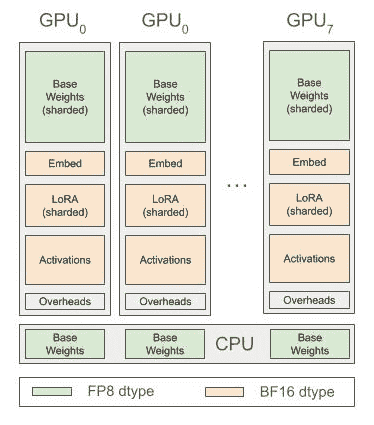 GPU0 GPU0 GPU7
Base
Weights
(sharded)
Embed
LoRA
(sharded)
Activations
Overheads
Base
Weights
(sharded)
Embed
LoRA
(sharded)
Activations
Overheads
...
Base
Weights
(sharded)
Embed
LoRA
(sharded)
Activations
Overheads
Base
Weights
Base
Weights
CPU
Base
Weights
FP8 dtype
BF16 dtype